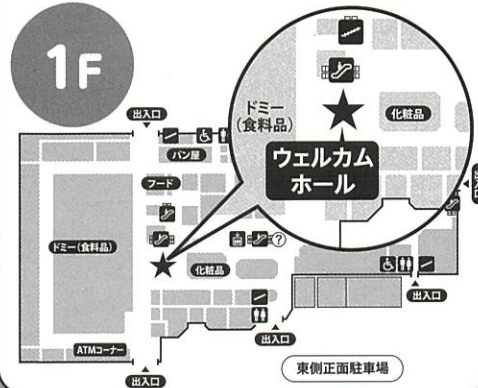 1F
出入口
パン屋
フード
ドミー(食料品)
化粧品
ATMコーナー
出入口
出入口
出入口
?
ドミー
(食料品)
化粧品
ウェルカム
ホール
東側正面駐車場